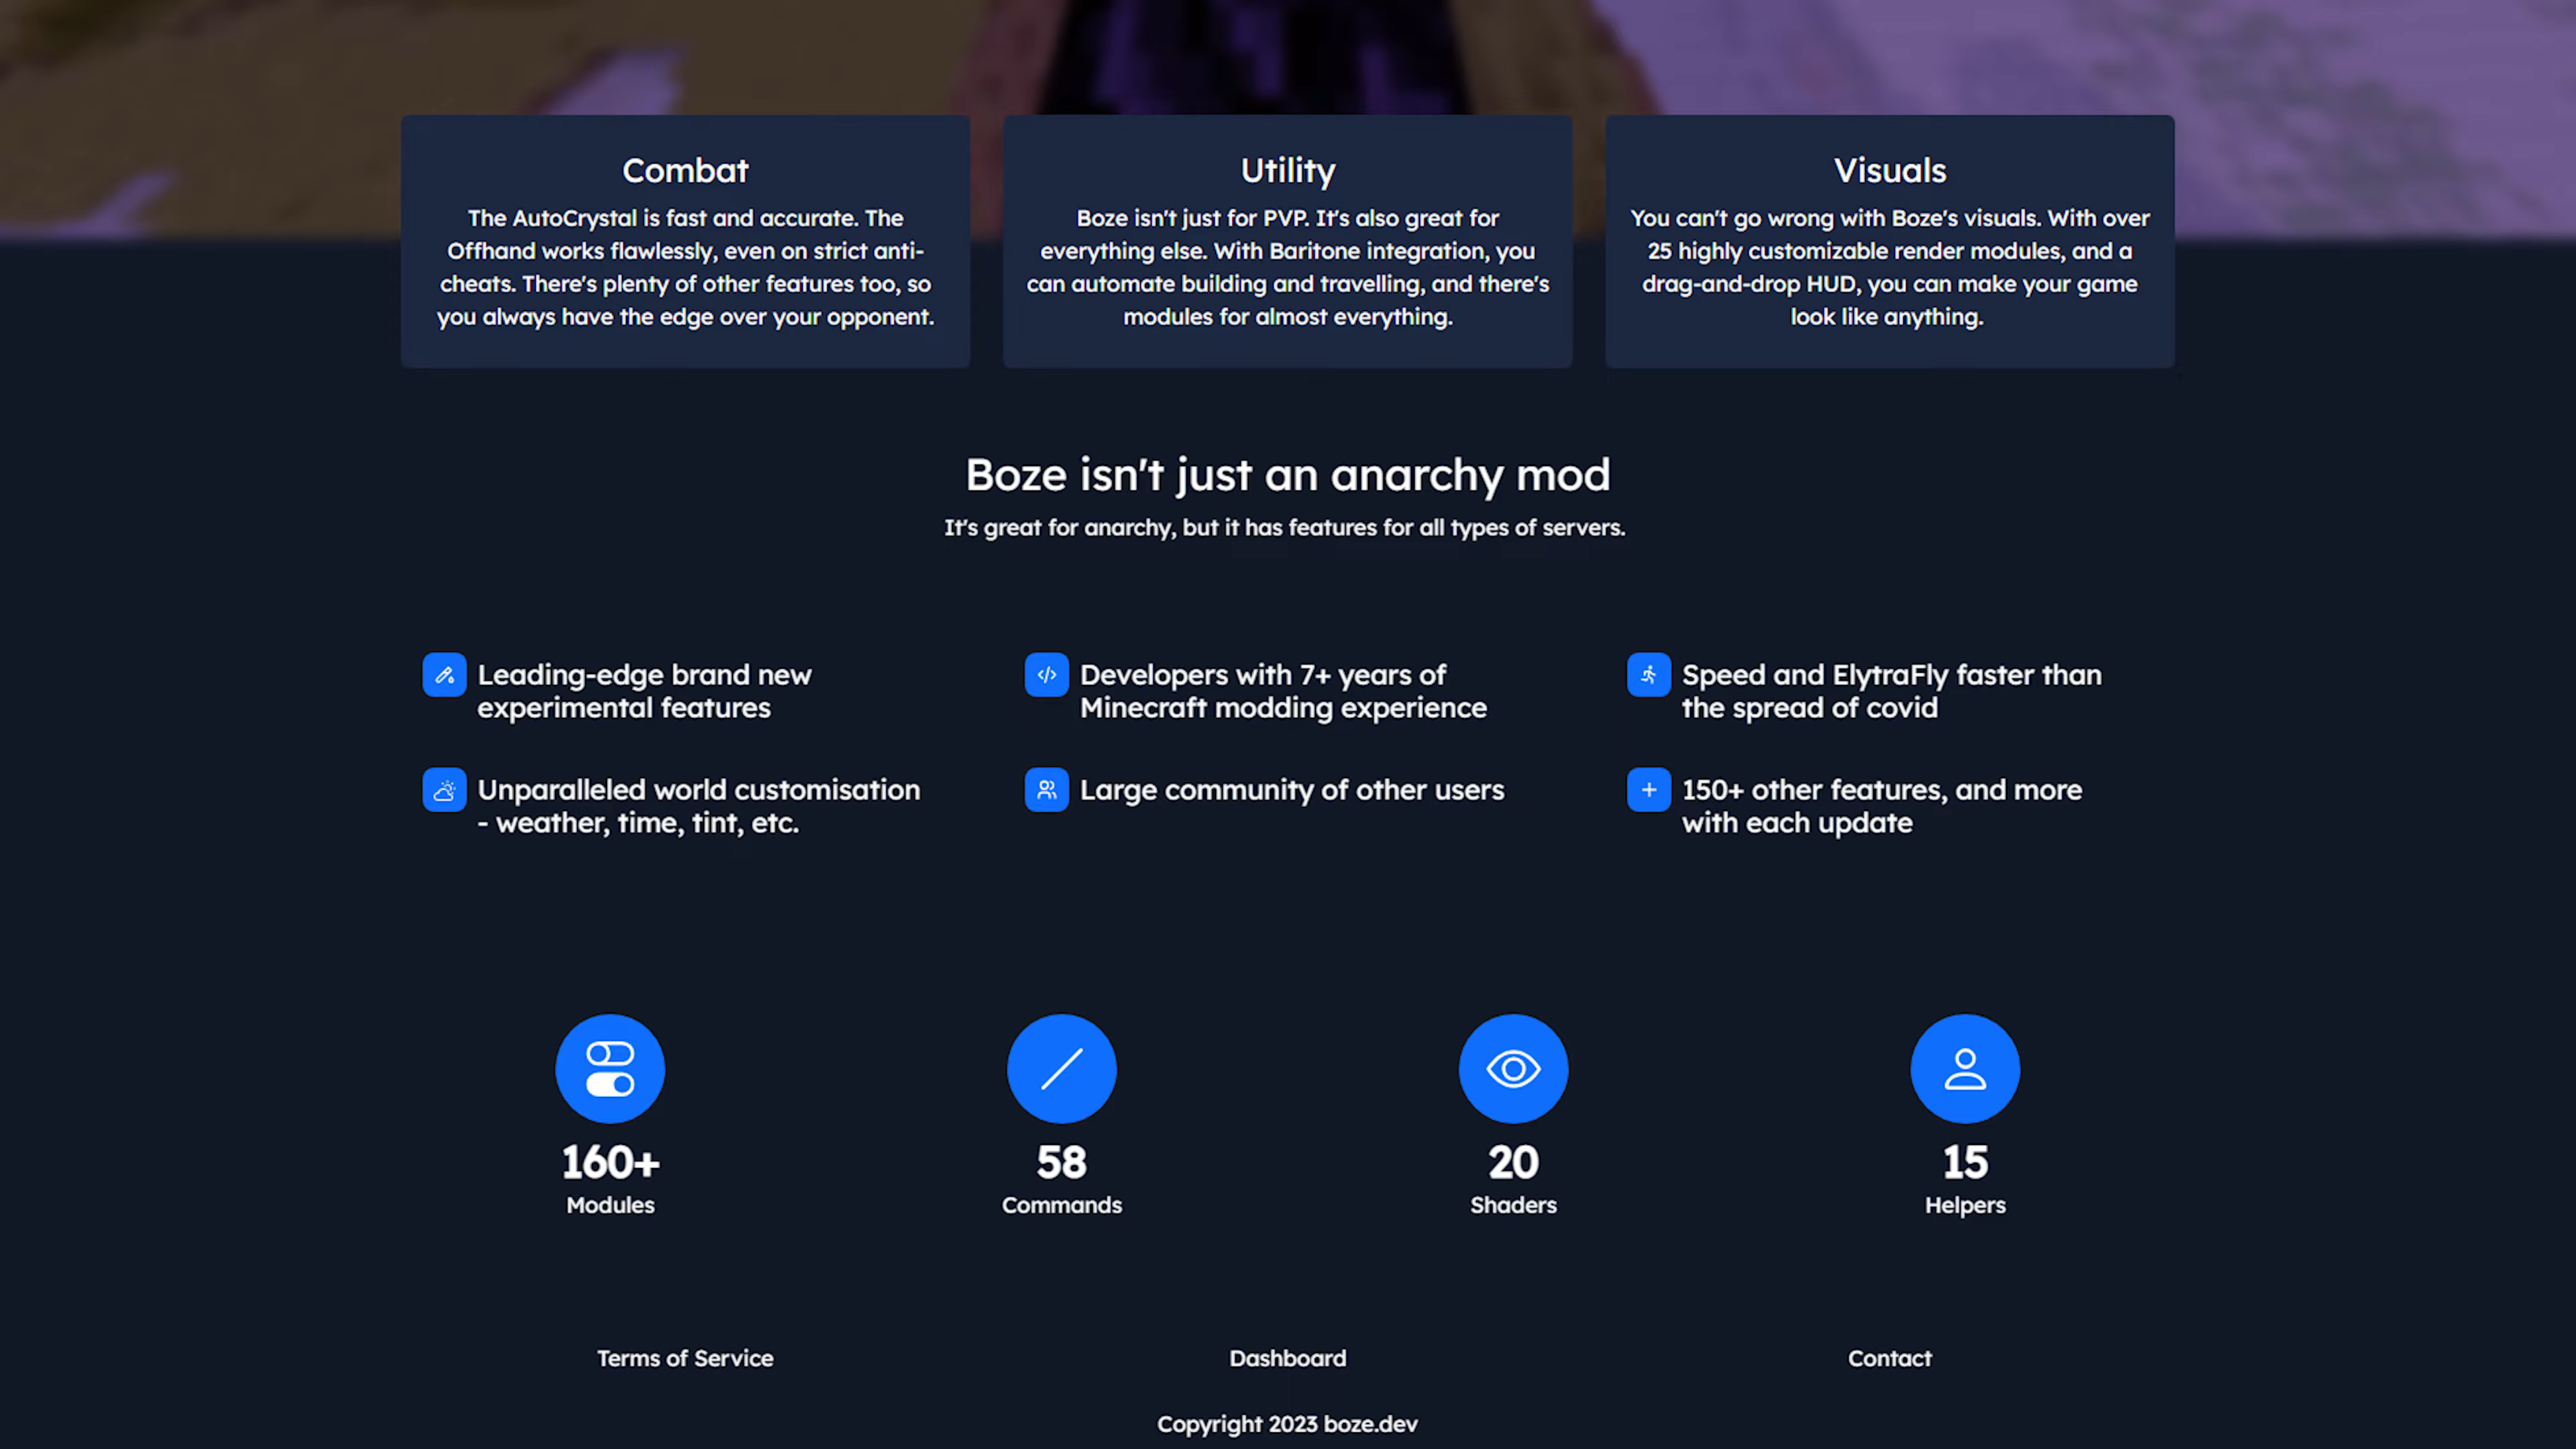 Combat
The AutoCrystal is fast and accurate. The
Offhand works flawlessly, even on strict anti-
cheats. There's plenty of other features too, so
you always have the edge over your opponent.
Utility
Boze isn't just for PVP. It's also great for
everything else. With Baritone integration, you
can automate building and travelling, and there's
modules for almost everything.
Visuals
You can't go wrong with Boze's visuals. With over
25 highly customizable render modules, and a
drag-and-drop HUD, you can make your game
look like anything.
Boze isn't just an anarchy mod
It's great for anarchy, but it has features for all types of servers.
Leading-edge brand new
experimental features
Developers with 7+ years of
Minecraft modding experience
Speed and ElytraFly faster than
the spread of covid
Unparalleled world customisation
- weather, time, tint, etc.
Large community of other users
150+ other features, and more
with each update
160+
Modules
58
Commands
20
Shaders
15
Helpers
Terms of Service
Dashboard
Contact
Copyright 2023 boze.dev